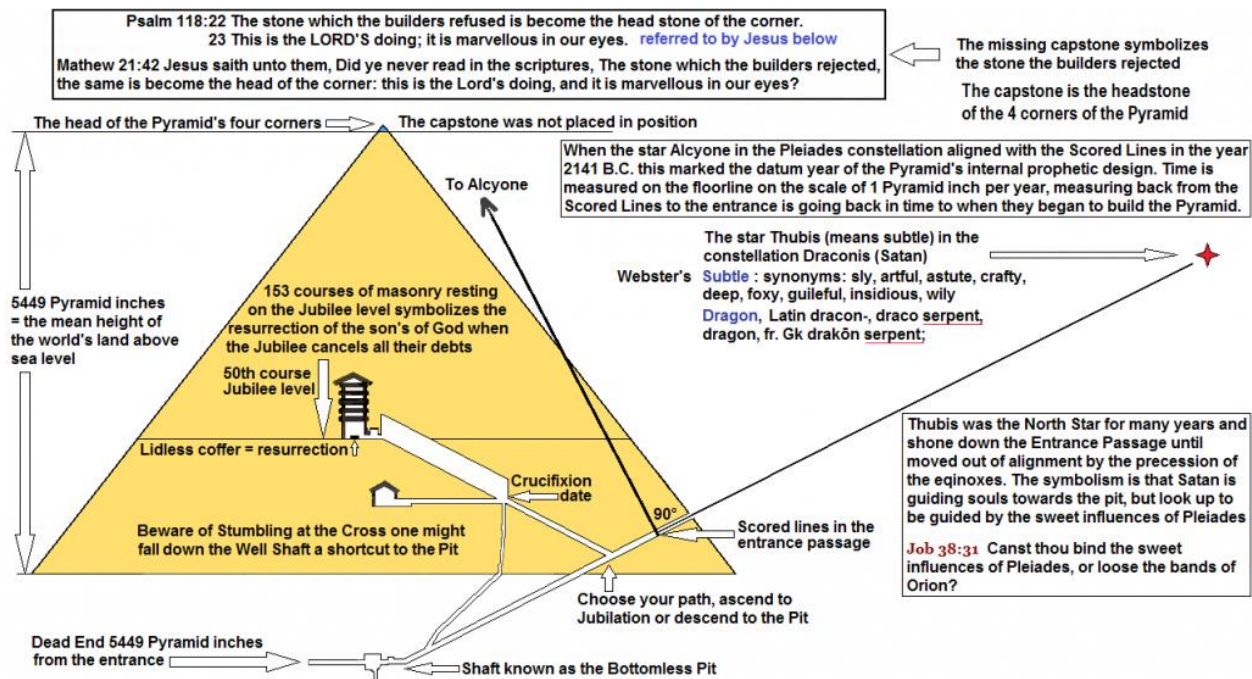 Psalm 118:22 The stone which the builders refused is become the head stone of the corner.
23 This is the LORD'S doing; it is marvellous in our eyes. referred to by Jesus below
Mathew 21:42 Jesus saith unto them, Did ye never read in the scriptures, The stone which the builders rejected,
the same is become the head of the corner: this is the Lord's doing, and it is marvellous in our eyes?
The missing capstone symbolizes
the stone the builders rejected
The capstone is the headstone
of the 4 corners of the Pyramid
The head of the Pyramid's four corners
The capstone was not placed in position
When the star Alcyone in the Pleiades constellation aligned with the Scored Lines in the year
2141 B.C. this marked the datum year of the Pyramid's internal prophetic design. Time is
measured on the floorline on the scale of 1 Pyramid inch per year, measuring back from the
Scored Lines to the entrance is going back in time to when they began to build the Pyramid.
To Alcyone
The star Thubis (means subtle) in the
constellation Draconis (Satan)
Webster's Subtle : synonyms: sly, artful, astute, crafty,
deep, foxy, guileful, insidious, wily
Dragon, Latin dracon-, draco serpent,
dragon, fr. Gk drakōn serpent;
5449 Pyramid inches
= the mean height of
the world's land above
sea level
153 courses of masonry resting
on the Jubilee level symbolizes the
resurrection of the son's of God when
the Jubilee cancels all their debts
50th course
Jubilee level
Lidless coffer = resurrection
Crucifixion
date
90°
Scored lines in the
entrance passage
Thubis was the North Star for many years and
shone down the Entrance Passage until
moved out of alignment by the precession of
the eqinoxes. The symbolism is that Satan is
guiding souls towards the pit, but look up to
be guided by the sweet influences of Pleiades
Job 38:31 Canst thou bind the sweet
influences of Pleiades, or loose the bands of
Orion?
Beware of Stumbling at the Cross one might
fall down the Well Shaft a shortcut to the Pit
Choose your path, ascend to
Jubilation or descend to the Pit
Dead End 5449 Pyramid inches
from the entrance
Shaft known as the Bottomless Pit